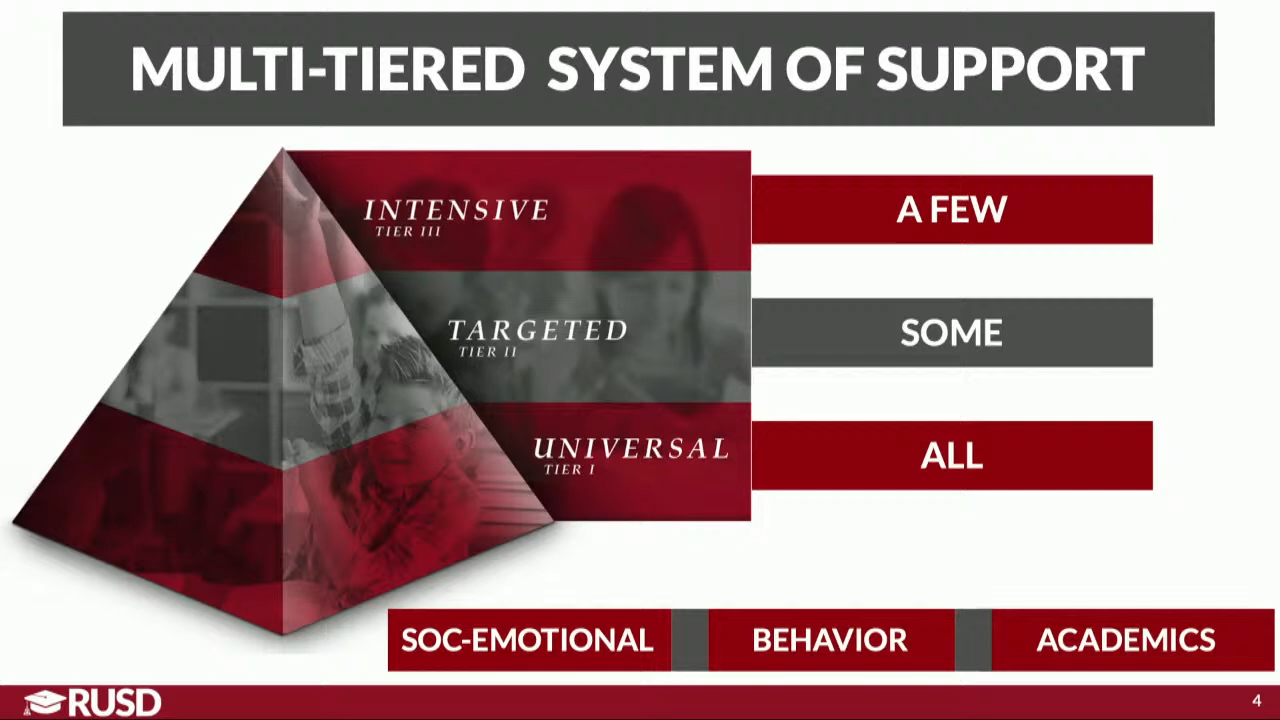 MULTI-TIERED SYSTEM OF SUPPORT
INTENSIVE
TIER III
A FEW
TARGETED
TIER II
SOME
UNIVERSAL
TIER I
ALL
SOC-EMOTIONAL
BEHAVIOR
ACADEMICS
RUSD
4